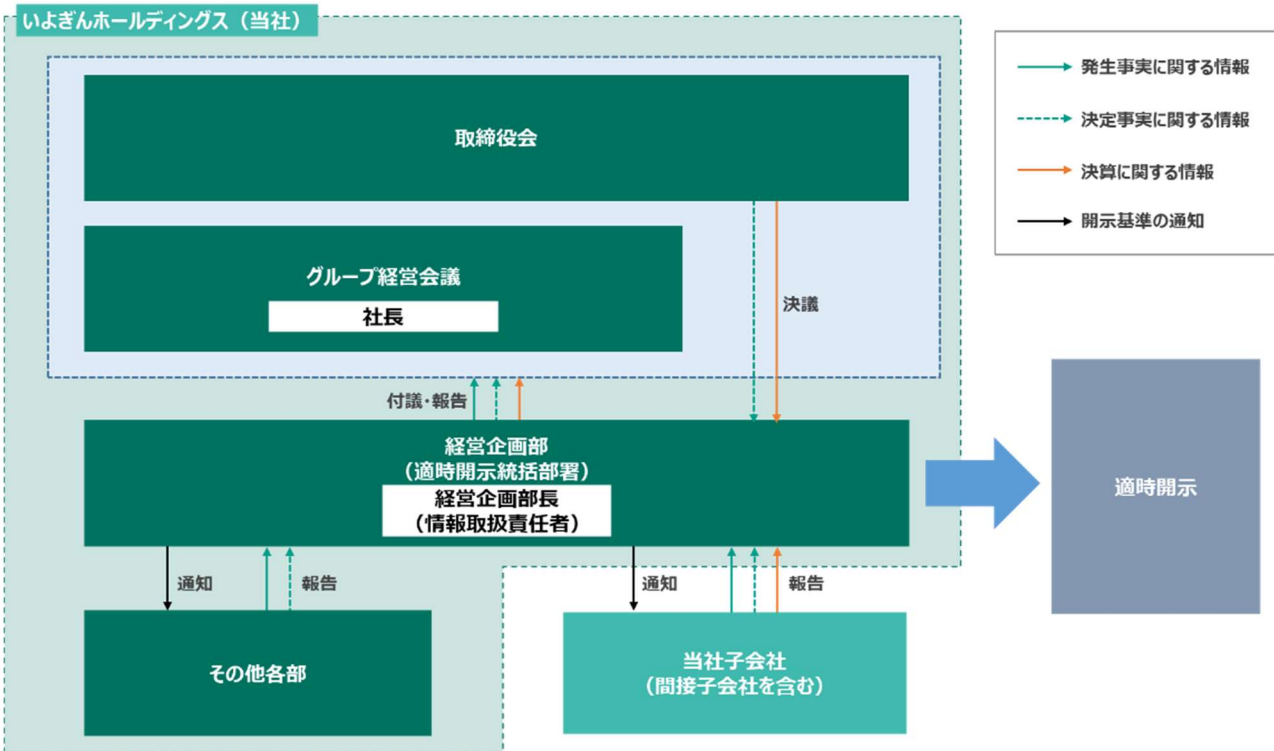 いよぎんホールディングス（当社）
取締役会
グループ経営会議
社長
決議
付議・報告
経営企画部
（適時開示統括部署）
経営企画部長
（情報取扱責任者）
通知
報告
通知
報告
その他各部
当社子会社
（間接子会社を含む）
適時開示
発生事実に関する情報
決定事実に関する情報
決算に関する情報
開示基準の通知